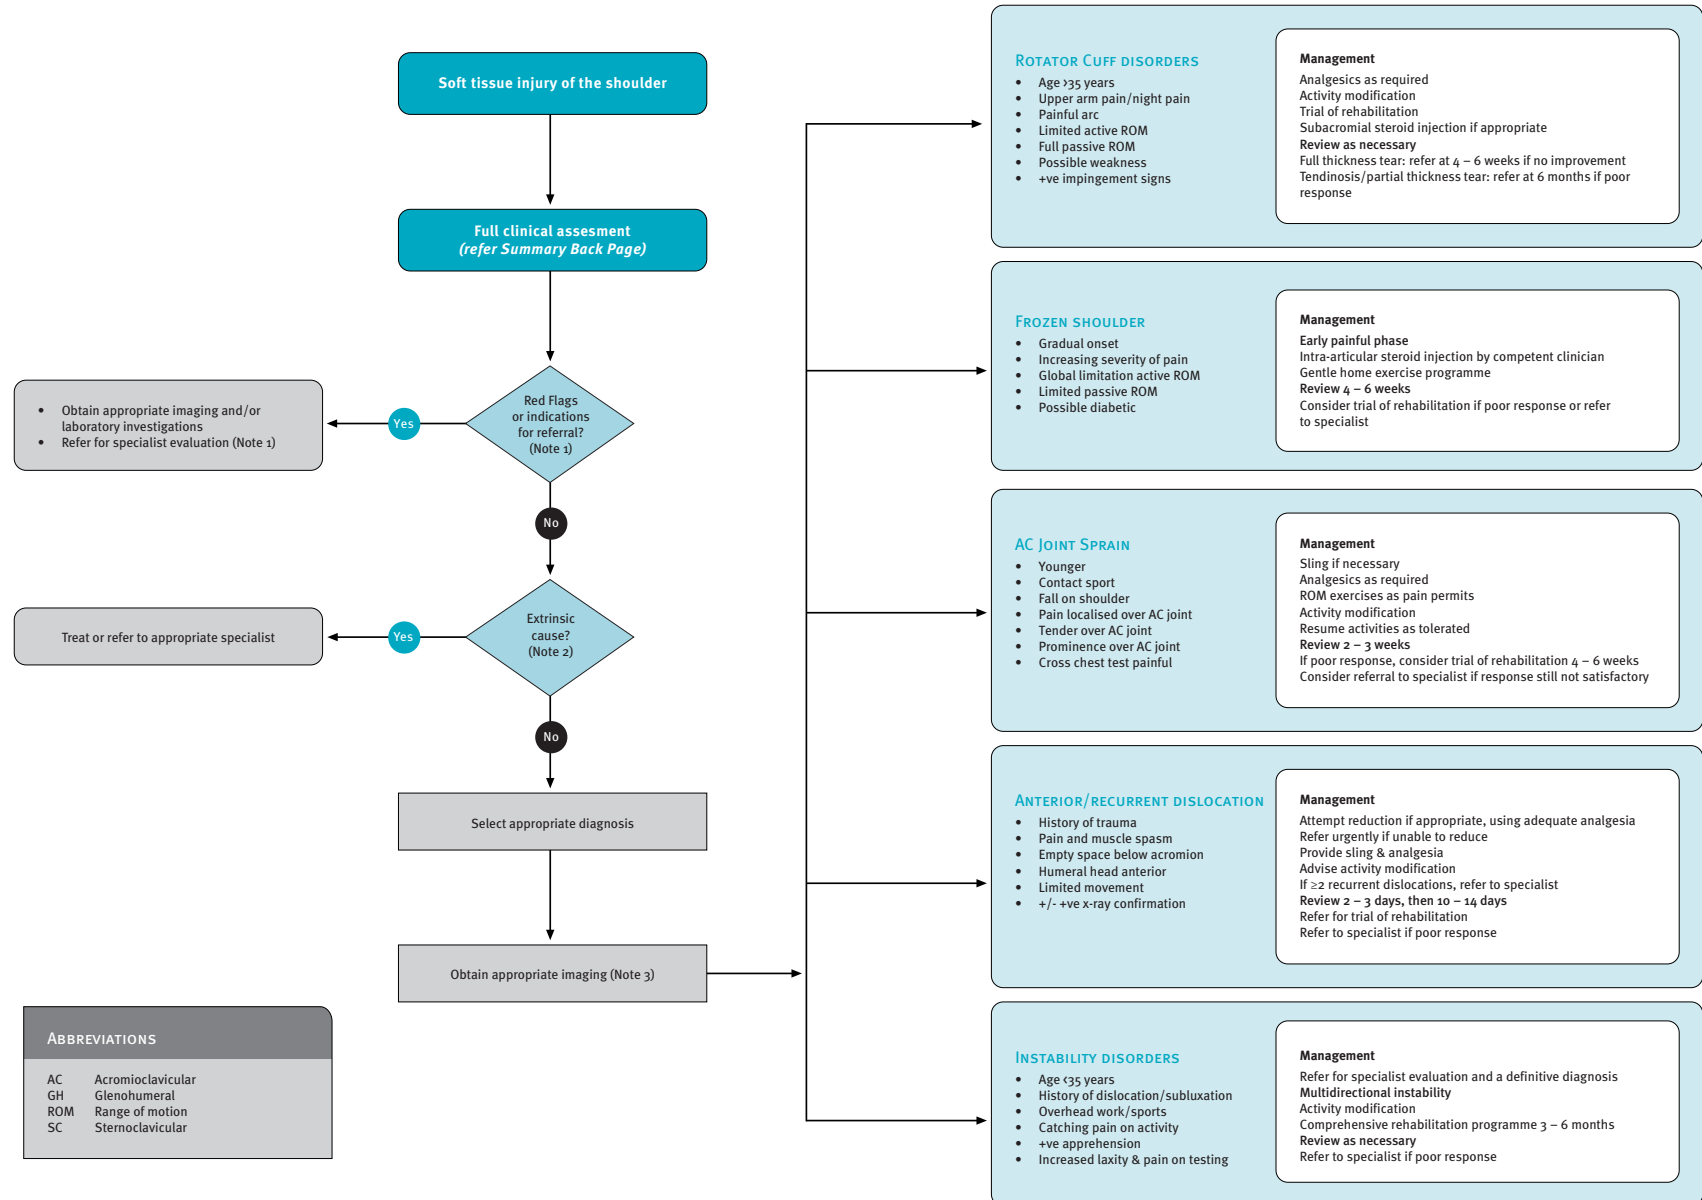 Soft tissue injury of the shoulder
Full clinical assesment
(refer Summary Back Page)
Red Flags
or indications
for referral?
(Note 1)
Yes
• Obtain appropriate imaging and/or
laboratory investigations
• Refer for specialist evaluation (Note 1)
No
Extrinsic
cause?
(Note 2)
Yes
Treat or refer to appropriate specialist
No
Select appropriate diagnosis
Obtain appropriate imaging (Note 3)
ABBREVIATIONS
AC Acromioclavicular
GH Glenohumeral
ROM Range of motion
SC Sternoclavicular
ROTATOR CUFF DISORDERS
• Age >35 years
• Upper arm pain/night pain
• Painful arc
• Limited active ROM
• Full passive ROM
• Possible weakness
• +ve impingement signs
Management
Analgesics as required
Activity modification
Trial of rehabilitation
Subacromial steroid injection if appropriate
Review as necessary
Full thickness tear: refer at 4 – 6 weeks if no improvement
Tendinosis/partial thickness tear: refer at 6 months if poor
response
FROZEN SHOULDER
• Gradual onset
• Increasing severity of pain
• Global limitation active ROM
• Limited passive ROM
• Possible diabetic
Management
Early painful phase
Intra-articular steroid injection by competent clinician
Gentle home exercise programme
Review 4 – 6 weeks
Consider trial of rehabilitation if poor response or refer
to specialist
AC JOINT SPRAIN
• Younger
• Contact sport
• Fall on shoulder
• Pain localised over AC joint
• Tender over AC joint
• Prominence over AC joint
• Cross chest test painful
Management
Sling if necessary
Analgesics as required
ROM exercises as pain permits
Activity modification
Resume activities as tolerated
Review 2 – 3 weeks
If poor response, consider trial of rehabilitation 4 – 6 weeks
Consider referral to specialist if response still not satisfactory
ANTERIOR/RECURRENT DISLOCATION
• History of trauma
• Pain and muscle spasm
• Empty space below acromion
• Humeral head anterior
• Limited movement
• +/- +ve x-ray confirmation
Management
Attempt reduction if appropriate, using adequate analgesia
Refer urgently if unable to reduce
Provide sling & analgesia
Advise activity modification
If ≥2 recurrent dislocations, refer to specialist
Review 2 – 3 days, then 10 – 14 days
Refer for trial of rehabilitation
Refer to specialist if poor response
INSTABILITY DISORDERS
• Age <35 years
• History of dislocation/subluxation
• Overhead work/sports
• Catching pain on activity
• +ve apprehension
• Increased laxity & pain on testing
Management
Refer for specialist evaluation and a definitive diagnosis
Multidirectional instability
Activity modification
Comprehensive rehabilitation programme 3 – 6 months
Review as necessary
Refer to specialist if poor response